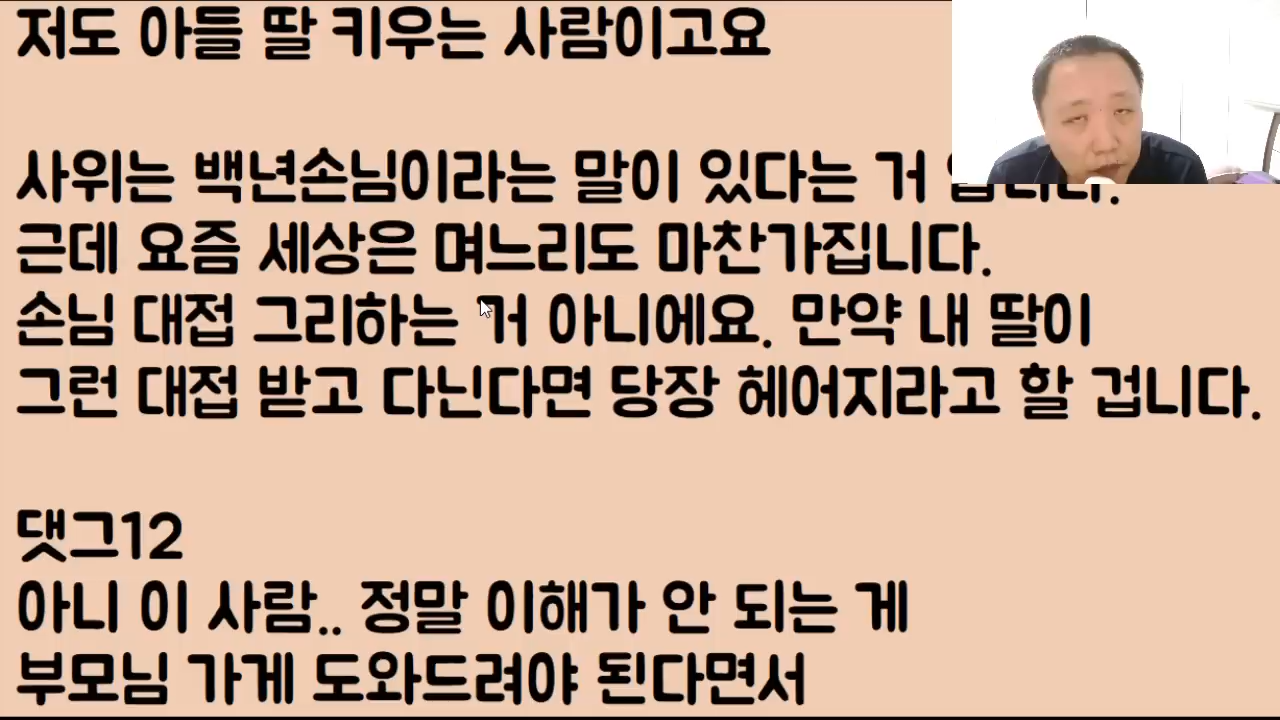 저도 아들 딸 키우는 사람이고요
사위는 백년손님이라는 말이 있다는 거
근데 요즘 세상은 며느리도 마찬가집니다.
손님 대접 그리하는 거 아니에요. 만약 내 딸이
그런 대접 받고 다닌다면 당장 헤어지라고 할 겁니다.
댓그12
아니 이 사람.. 정말 이해가 안 되는 게
부모님 가게 도와드려야 된다면서